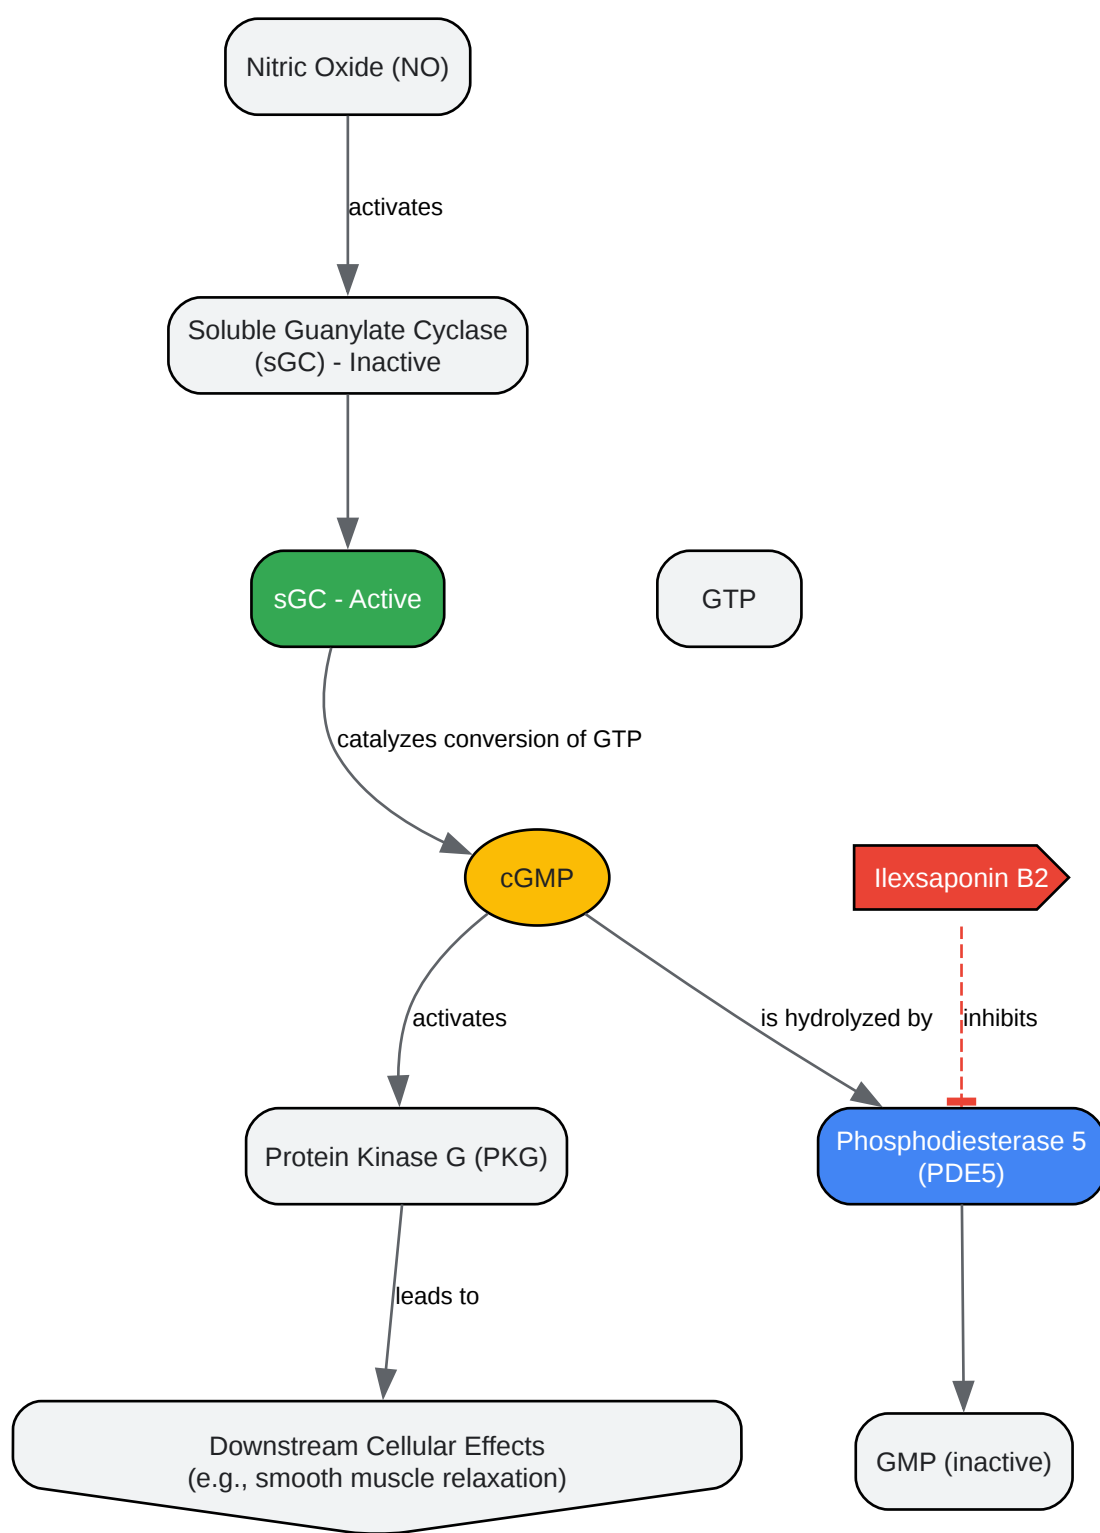 Nitric Oxide (NO)
activates
Soluble Guanylate Cyclase
(sGC) - Inactive
sGC - Active
GTP
catalyzes conversion of GTP
cGMP
Ilexsaponin B2
activates
is hydrolyzed by
inhibits
Protein Kinase G (PKG)
Phosphodiesterase 5
(PDE5)
leads to
Downstream Cellular Effects
(e.g., smooth muscle relaxation)
GMP (inactive)